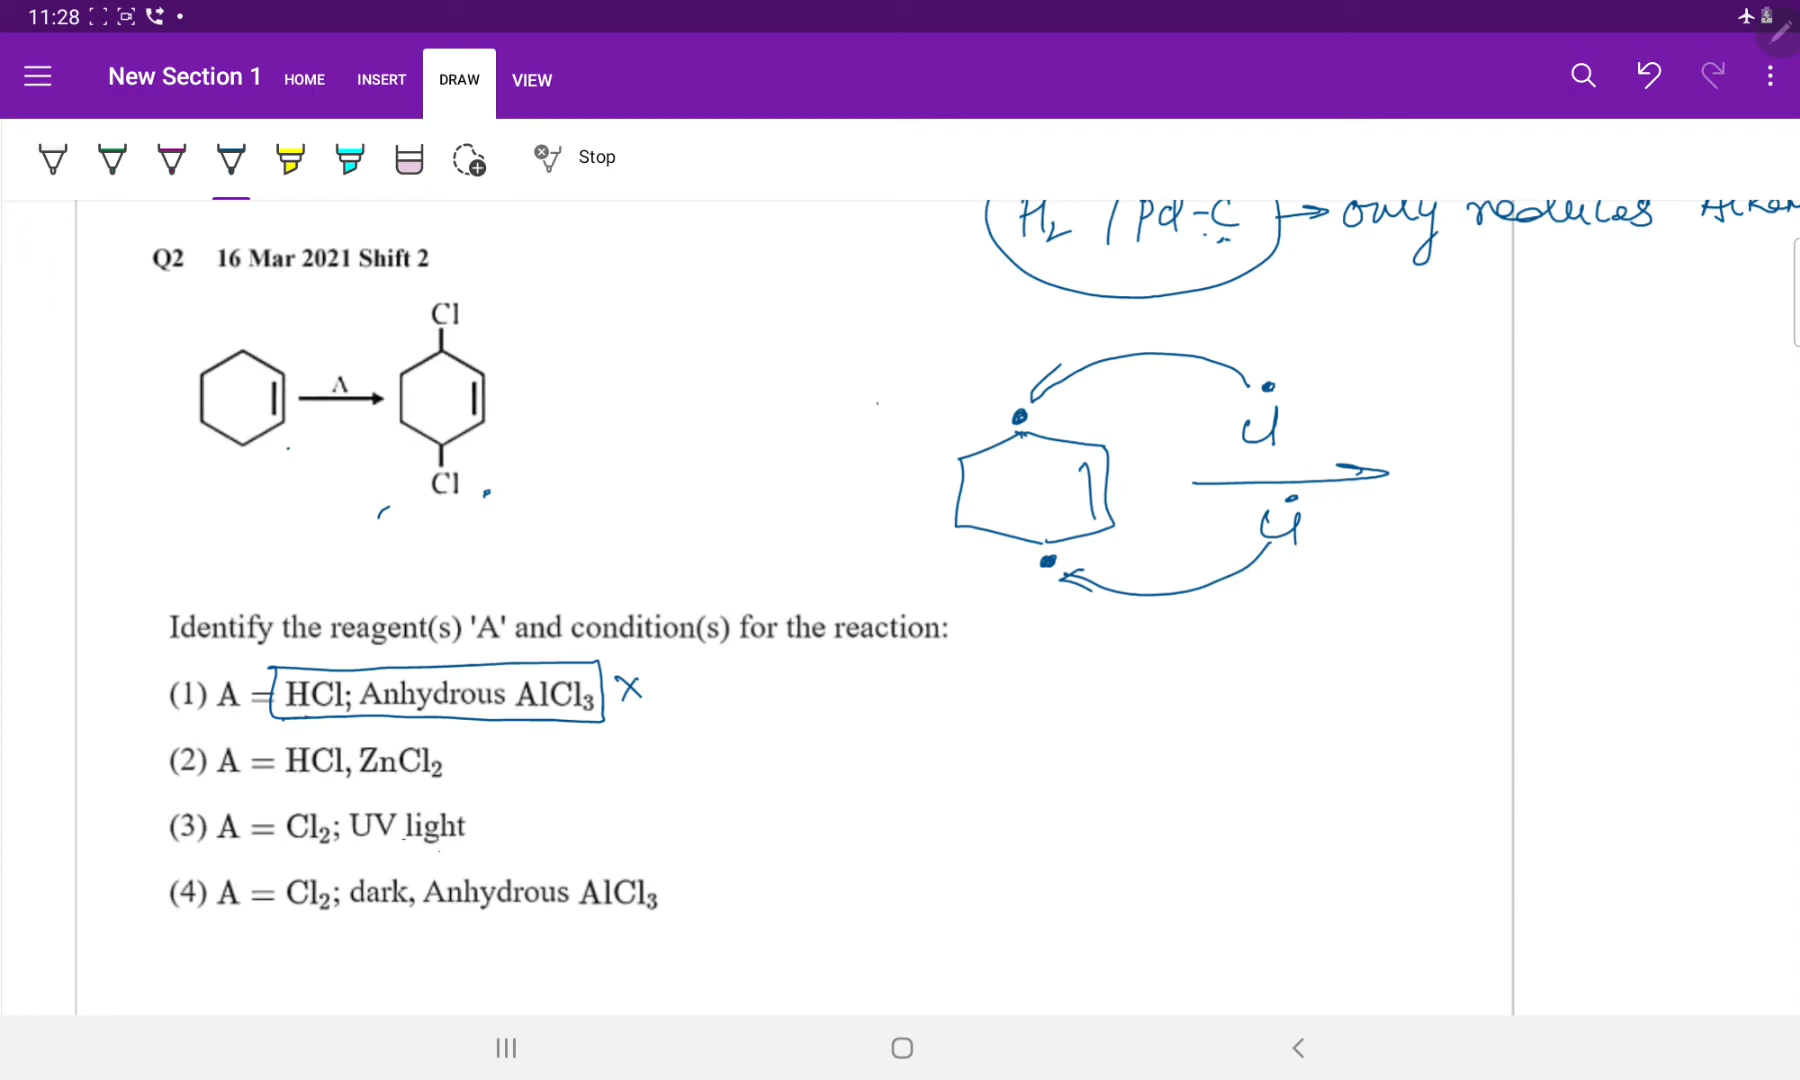 11:28
New Section 1 HOME INSERT DRAW VIEW
Stop
H₂ / Pd-C → only reduces
Q2 16 Mar 2021 Shift 2
Cl
A
Cl
Cl
Cl
Identify the reagent(s) 'A' and condition(s) for the reaction:
(1) A = HCl; Anhydrous AlCl₃ ×
(2) A = HCl, ZnCl₂
(3) A = Cl₂; UV light
(4) A = Cl₂; dark, Anhydrous AlCl₃